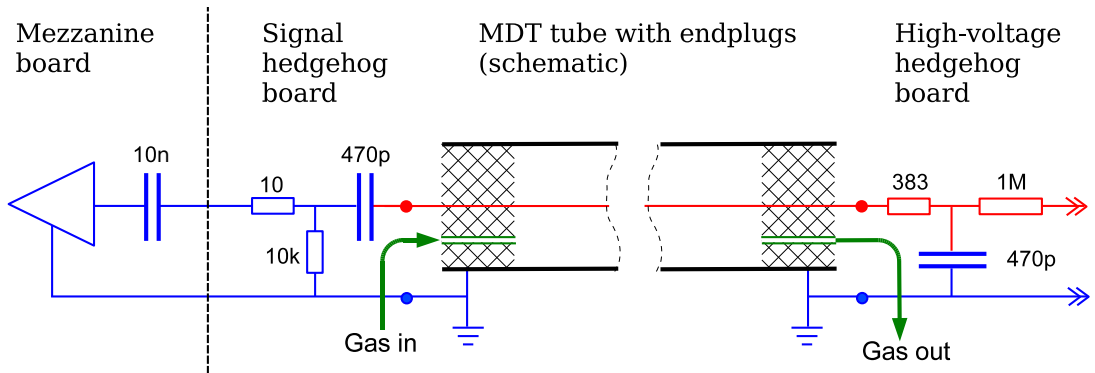 Mezzanine
board
Signal
hedgehog
board
MDT tube with endplugs
(schematic)
High-voltage
hedgehog
board
10n
470p
10
10k
383
1M
470p
Gas in
Gas out